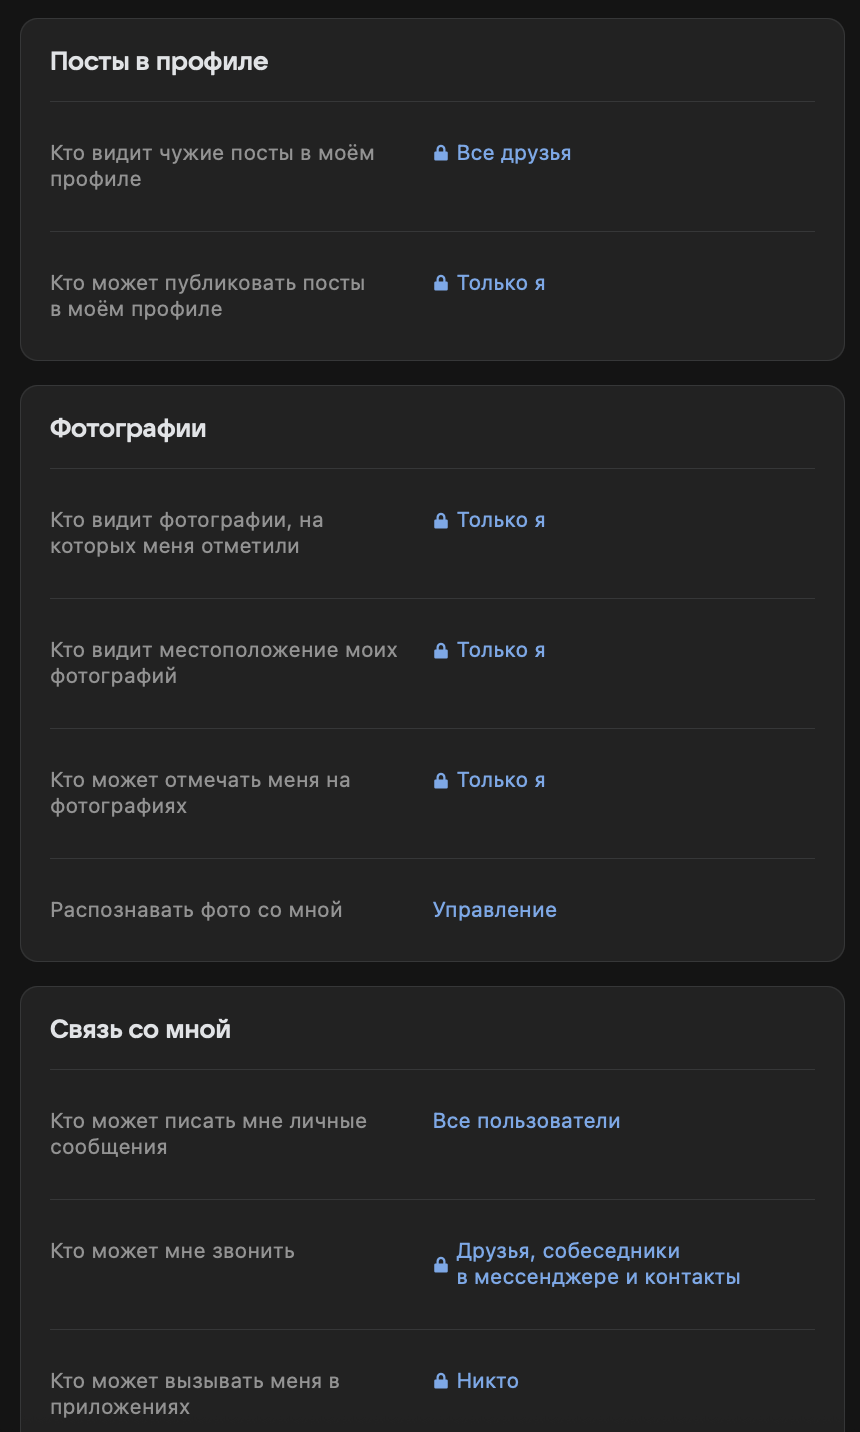 Посты в профиле
Кто видит чужие посты в моём
профиле
Все друзья
Кто может публиковать посты
в моём профиле
Только я
Фотографии
Кто видит фотографии, на
которых меня отметили
Только я
Кто видит местоположение моих
фотографий
Только я
Кто может отмечать меня на
фотографиях
Только я
Распознавать фото со мной
Управление
Связь со мной
Кто может писать мне личные
сообщения
Все пользователи
Кто может мне звонить
Друзья, собеседники
в мессенджере и контакты
Кто может вызывать меня в
приложениях
Никто